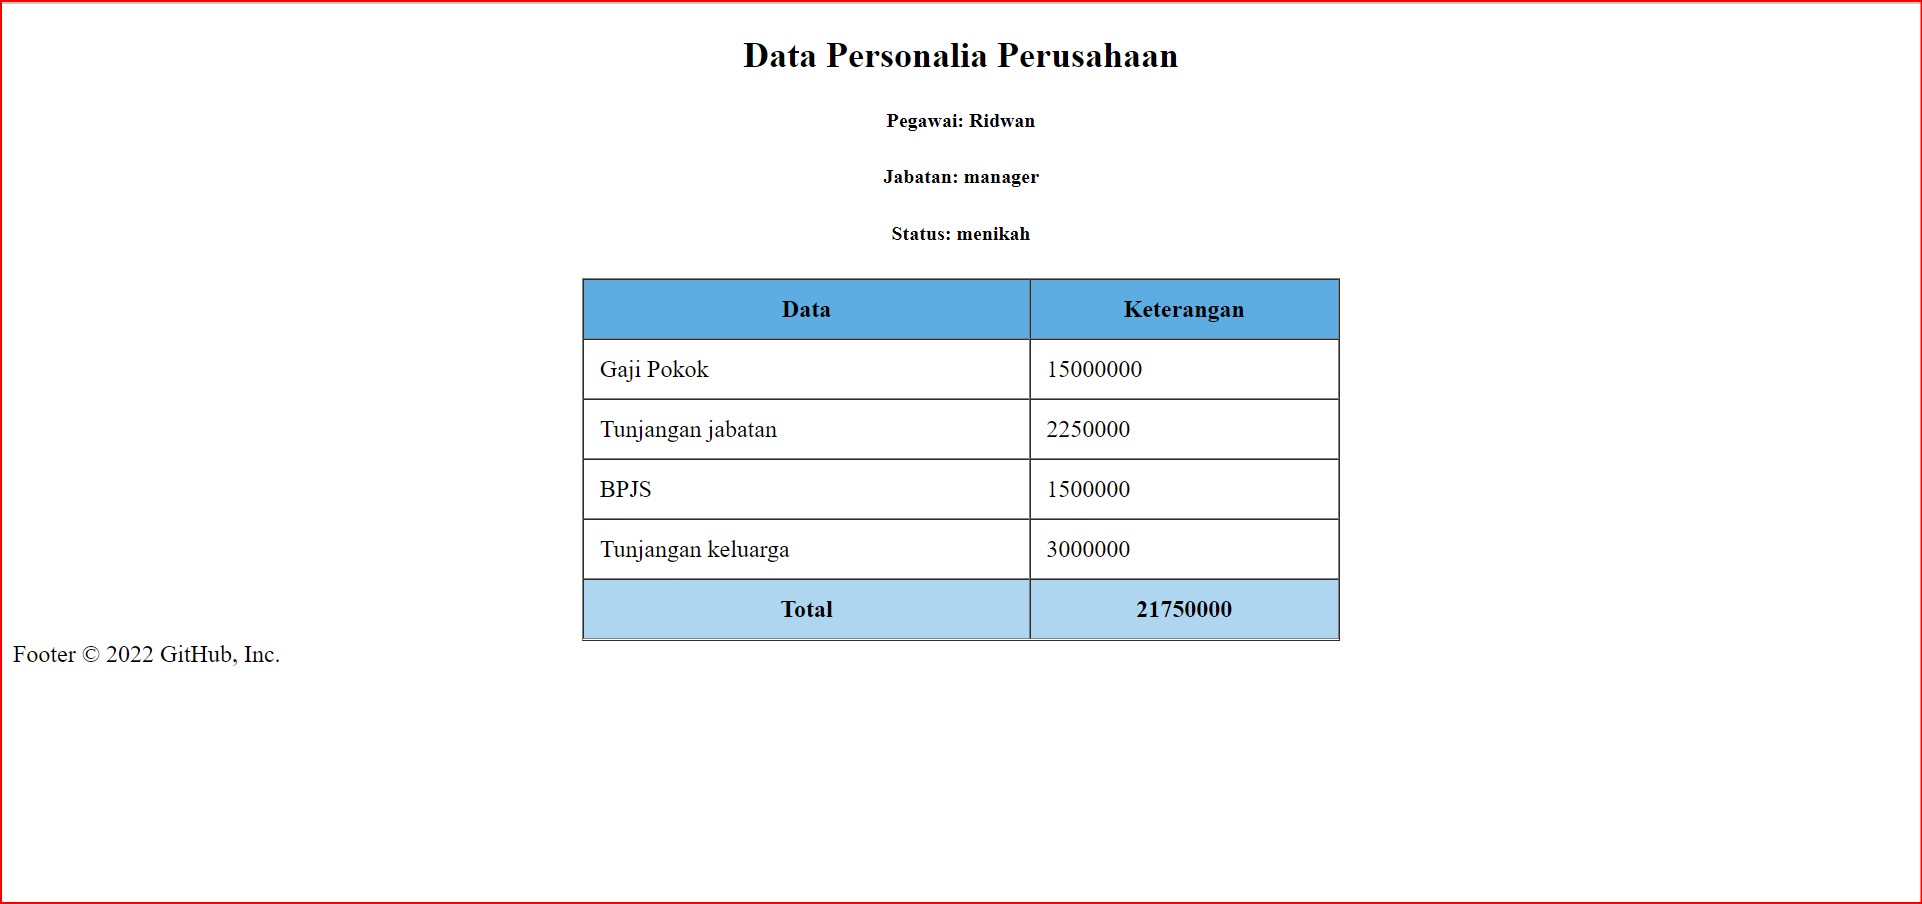 Data Personalia Perusahaan
Pegawai: Ridwan
Jabatan: manager
Status: menikah
Data Keterangan
Gaji Pokok 15000000
Tunjangan jabatan 2250000
BPJS 1500000
Tunjangan keluarga 3000000
Total 21750000
Footer © 2022 GitHub, Inc.